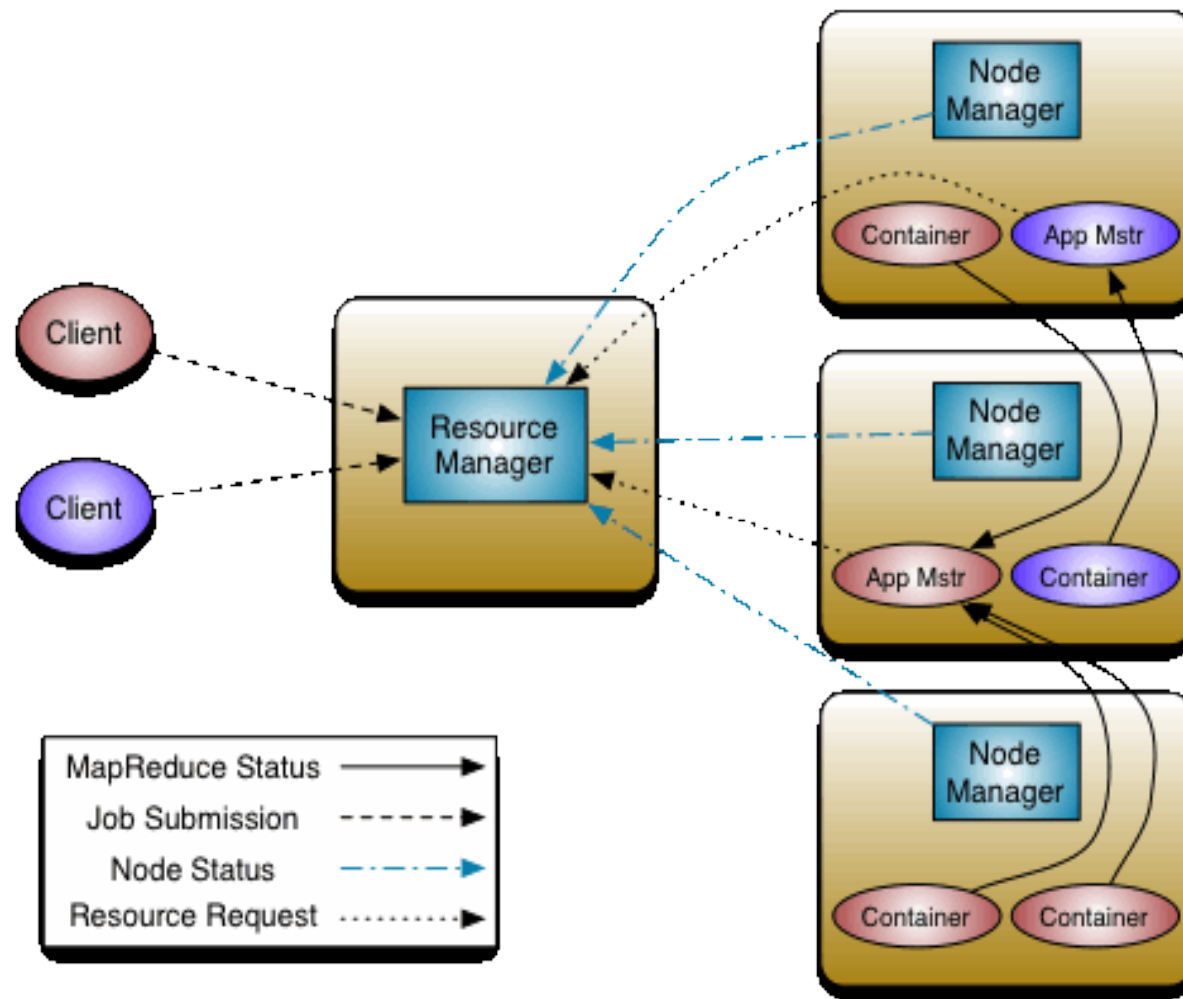 Node
Manager
Container
App Mstr
Client
Resource
Manager
Client
Node
Manager
App Mstr
Container
Node
Manager
Container
Container
MapReduce Status
Job Submission
Node Status
Resource Request